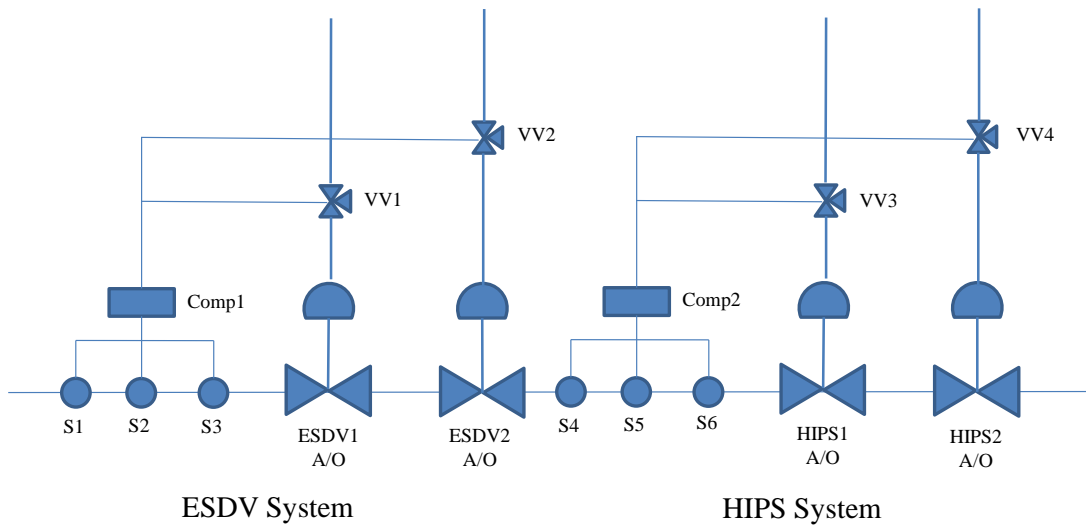 VV2
VV4
VV1
VV3
Comp1
Comp2
S1
S2
S3
S4
S5
S6
ESDV1
A/O
ESDV2
A/O
HIPS1
A/O
HIPS2
A/O
ESDV System
HIPS System